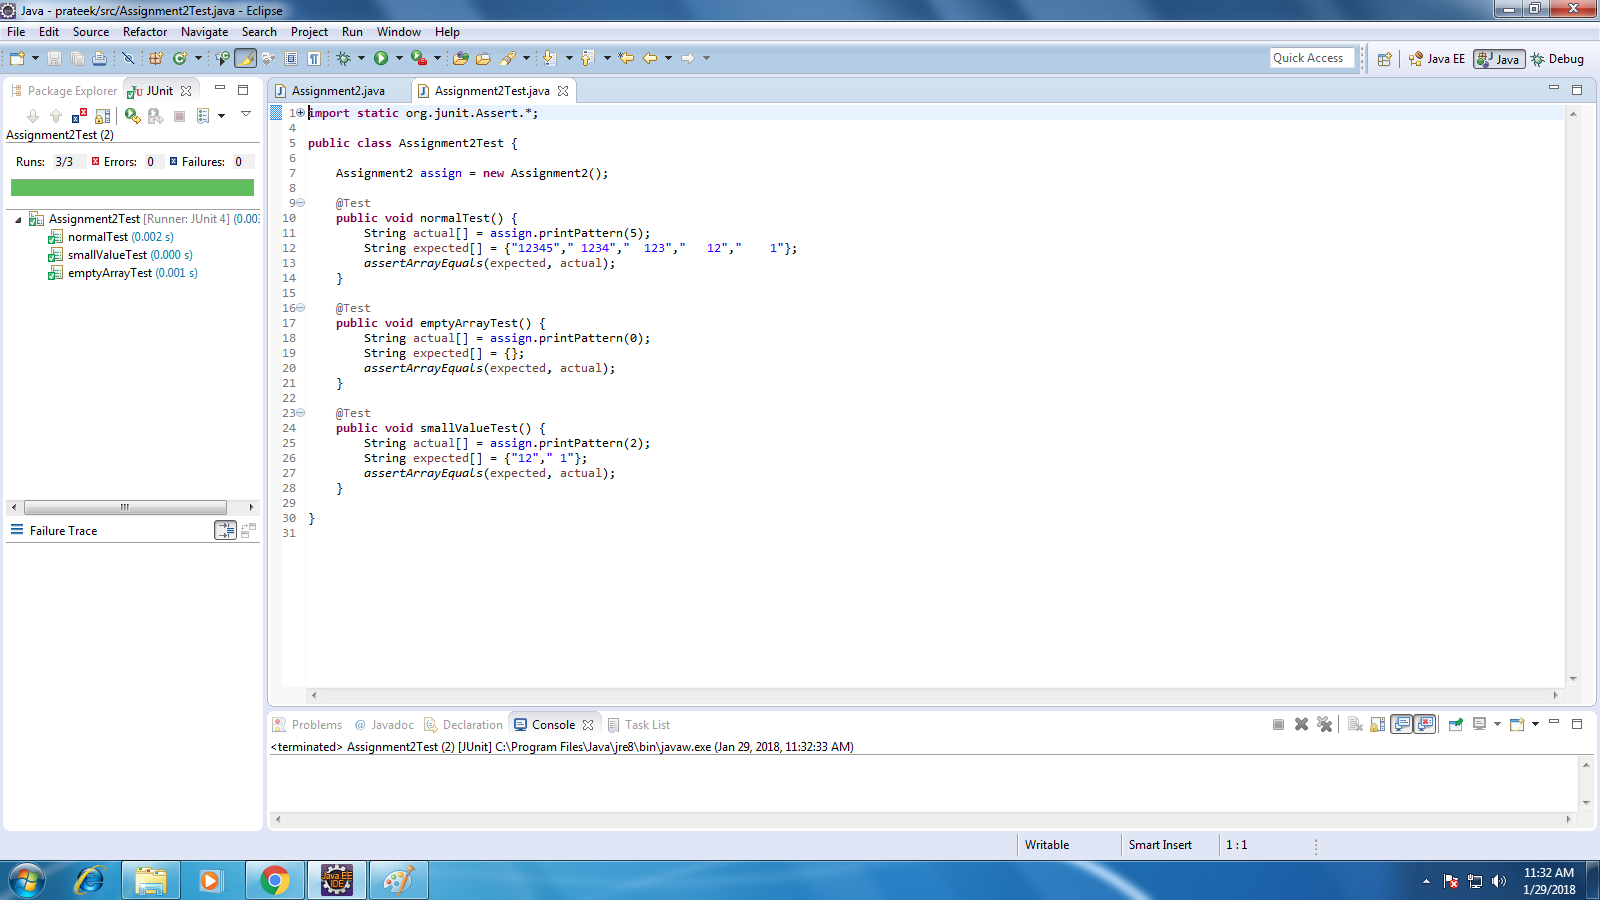 Java - prateek/src/Assignment2Test.java - Eclipse
File Edit Source Refactor Navigate Search Project Run Window Help
Quick Access Java EE Java Debug
Package Explorer JUnit
Assignment2.java Assignment2Test.java
Assignment2Test (2)
Runs: 3/3 Errors: 0 Failures: 0
Assignment2Test [Runner: JUnit 4] (0.003
normalTest (0.002 s)
smallValueTest (0.000 s)
emptyArrayTest (0.001 s)
Failure Trace
1 import static org.junit.Assert.*;
4
5 public class Assignment2Test {
6
7     Assignment2 assign = new Assignment2();
8
9     @Test
10     public void normalTest() {
11         String actual[] = assign.printPattern(5);
12         String expected[] = {"12345"," 1234","  123","   12","    1"};
13         assertArrayEquals(expected, actual);
14     }
15
16     @Test
17     public void emptyArrayTest() {
18         String actual[] = assign.printPattern(0);
19         String expected[] = {};
20         assertArrayEquals(expected, actual);
21     }
22
23     @Test
24     public void smallValueTest() {
25         String actual[] = assign.printPattern(2);
26         String expected[] = {"12"," 1"};
27         assertArrayEquals(expected, actual);
28     }
29
30 }
31
Problems @ Javadoc Declaration Console Task List
<terminated> Assignment2Test (2) [JUnit] C:\Program Files\Java\jre8\bin\javaw.exe (Jan 29, 2018, 11:32:33 AM)
Writable Smart Insert 1 : 1
Java EE
IDE
11:32 AM
1/29/2018